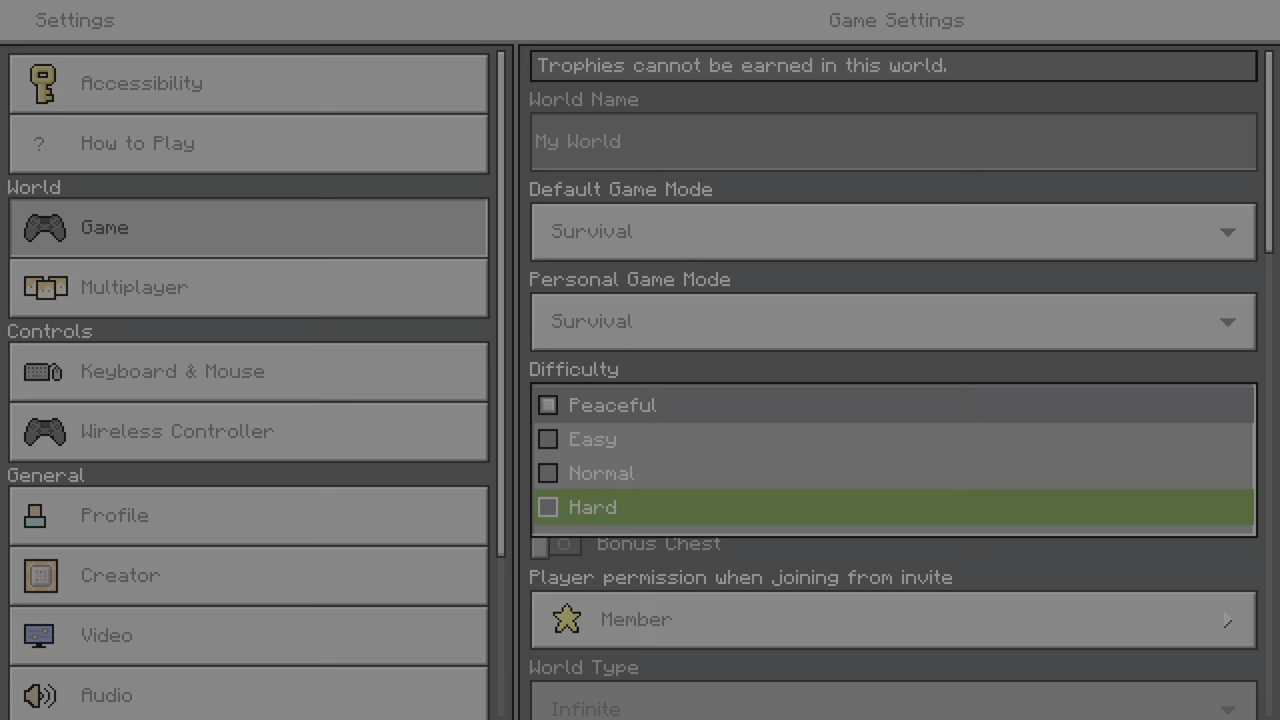 Settings
Game Settings
Accessibility
? How to Play
World
Game
Multiplayer
Controls
Keyboard & Mouse
Wireless Controller
General
Profile
Creator
Video
Audio
Trophies cannot be earned in this world.
World Name
My World
Default Game Mode
Survival
Personal Game Mode
Survival
Difficulty
Peaceful
Easy
Normal
Hard
Bonus Chest
Player permission when joining from invite
Member
World Type
Infinite